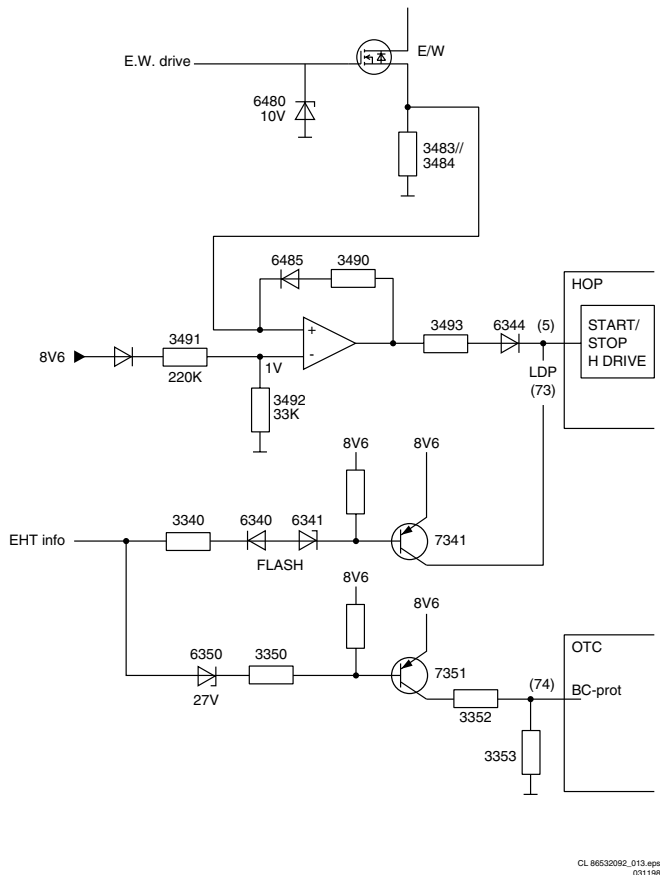 E/W
E.W. drive
6480
10V
3483//
3484
6485
3490
HOP
3491
3493
6344
(5)
START/
STOP
H DRIVE
+
-
8V6
220K
1V
LDP
(73)
3492
33K
8V6
8V6
3340
6340
6341
EHT info
7341
FLASH
8V6
8V6
6350
3350
OTC
7351
(74)
BC-prot
27V
3352
3353
CL 86532092_013.eps
031198